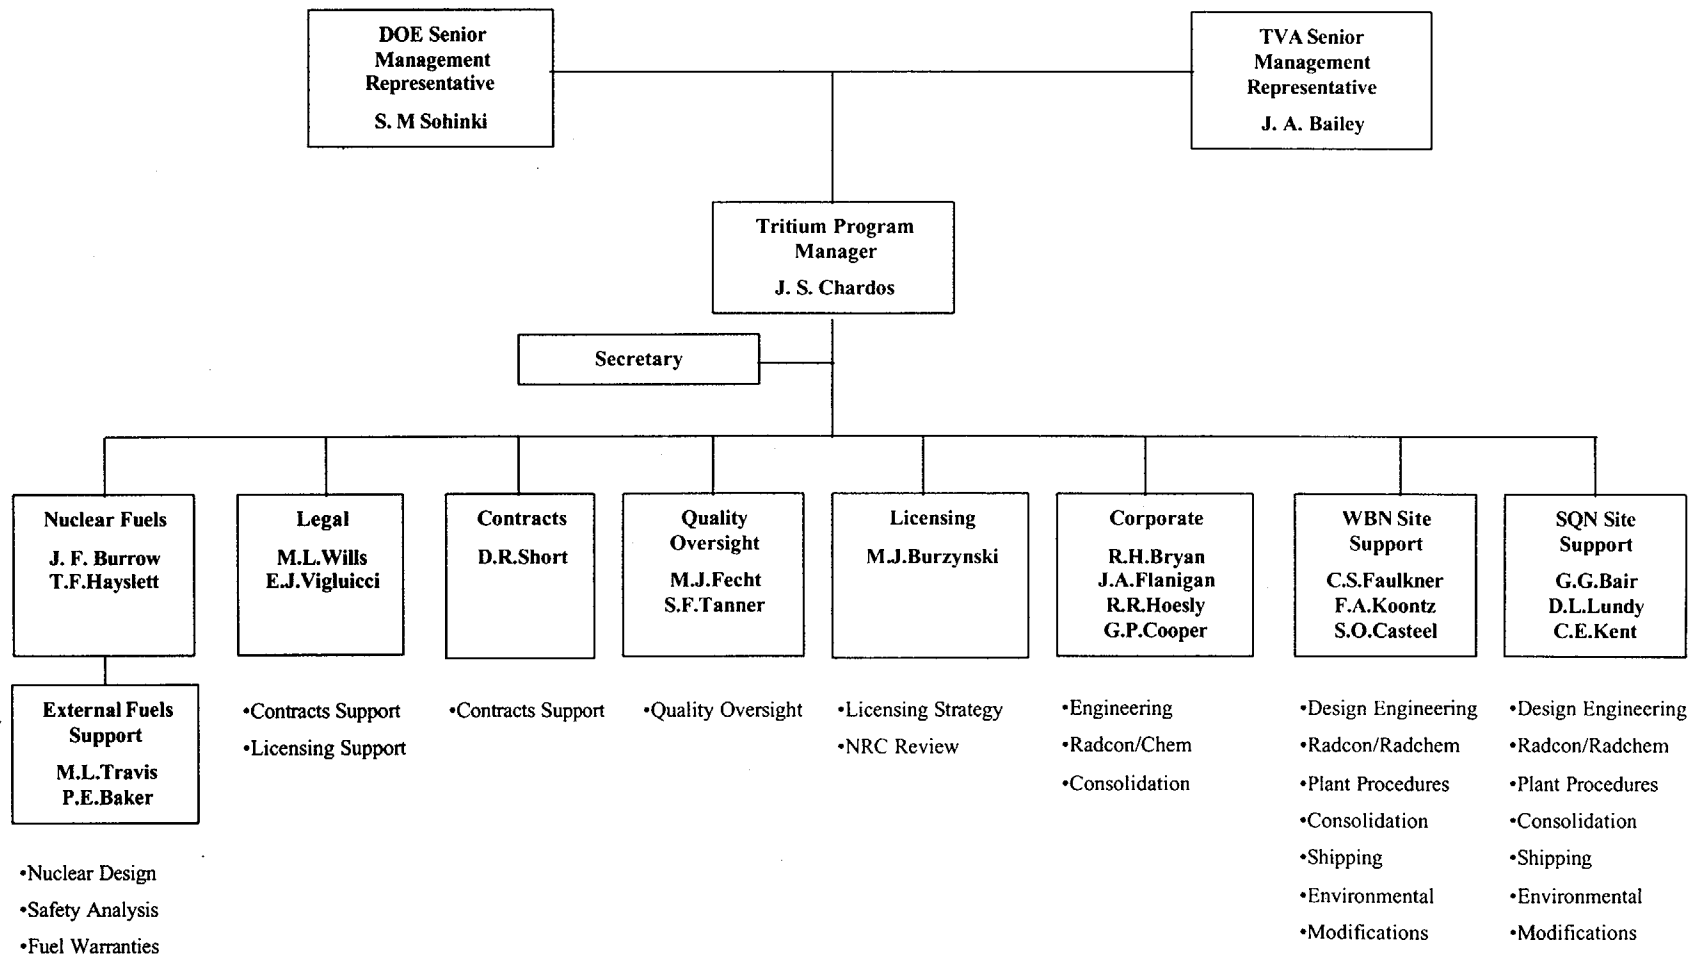 DOE Senior
Management
Representative
S. M Sohinki
TVA Senior
Management
Representative
J. A. Bailey
Tritium Program
Manager
J. S. Chardos
Secretary
Nuclear Fuels
J. F. Burrow
T.F.Hayslett
Legal
M.L.Wills
E.J.Vigluicci
Contracts
D.R.Short
Quality
Oversight
M.J.Fecht
S.F.Tanner
Licensing
M.J.Burzynski
Corporate
R.H.Bryan
J.A.Flanigan
R.R.Hoesly
G.P.Cooper
WBN Site
Support
C.S.Faulkner
F.A.Koontz
S.O.Casteel
SQN Site
Support
G.G.Bair
D.L.Lundy
C.E.Kent
External Fuels
Support
M.L.Travis
P.E.Baker
•Nuclear Design
•Safety Analysis
•Fuel Warranties
•Contracts Support
•Licensing Support
•Contracts Support
•Quality Oversight
•Licensing Strategy
•NRC Review
•Engineering
•Radcon/Chem
•Consolidation
•Design Engineering
•Radcon/Radchem
•Plant Procedures
•Consolidation
•Shipping
•Environmental
•Modifications
•Design Engineering
•Radcon/Radchem
•Plant Procedures
•Consolidation
•Shipping
•Environmental
•Modifications